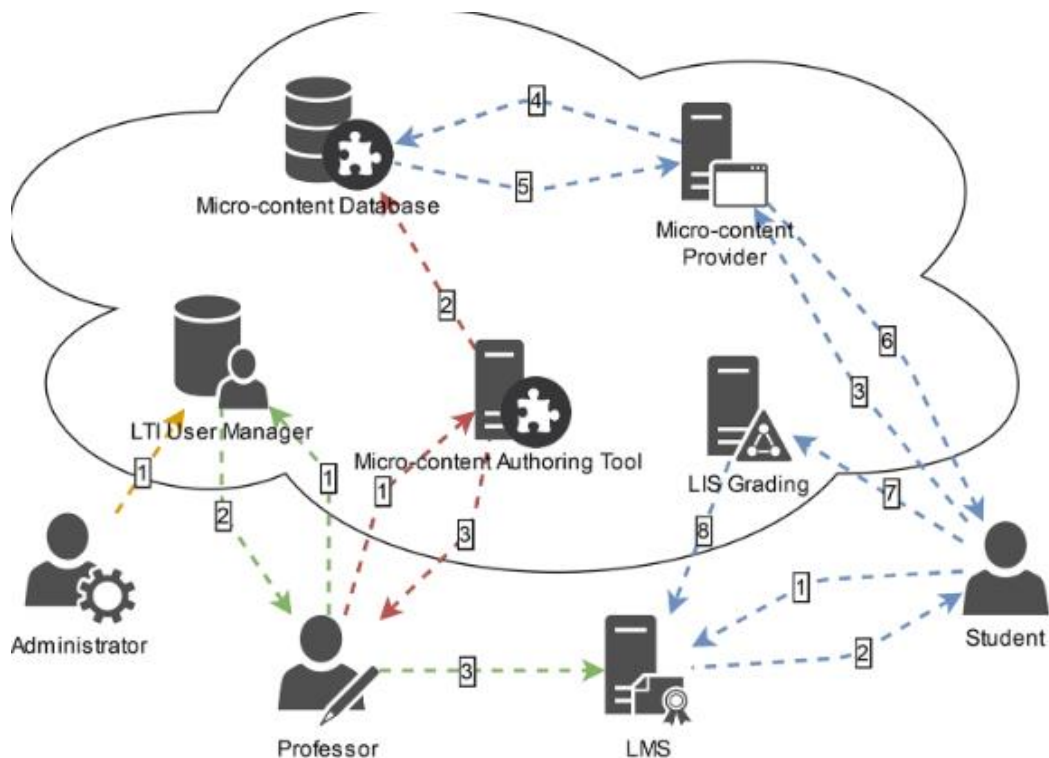 4
5
Micro-content Database
Micro-content
Provider
2
6
3
LTI User Manager
Micro-content Authoring Tool
LIS Grading
1
1
1
7
2
3
8
1
Administrator
Student
3
2
Professor
LMS